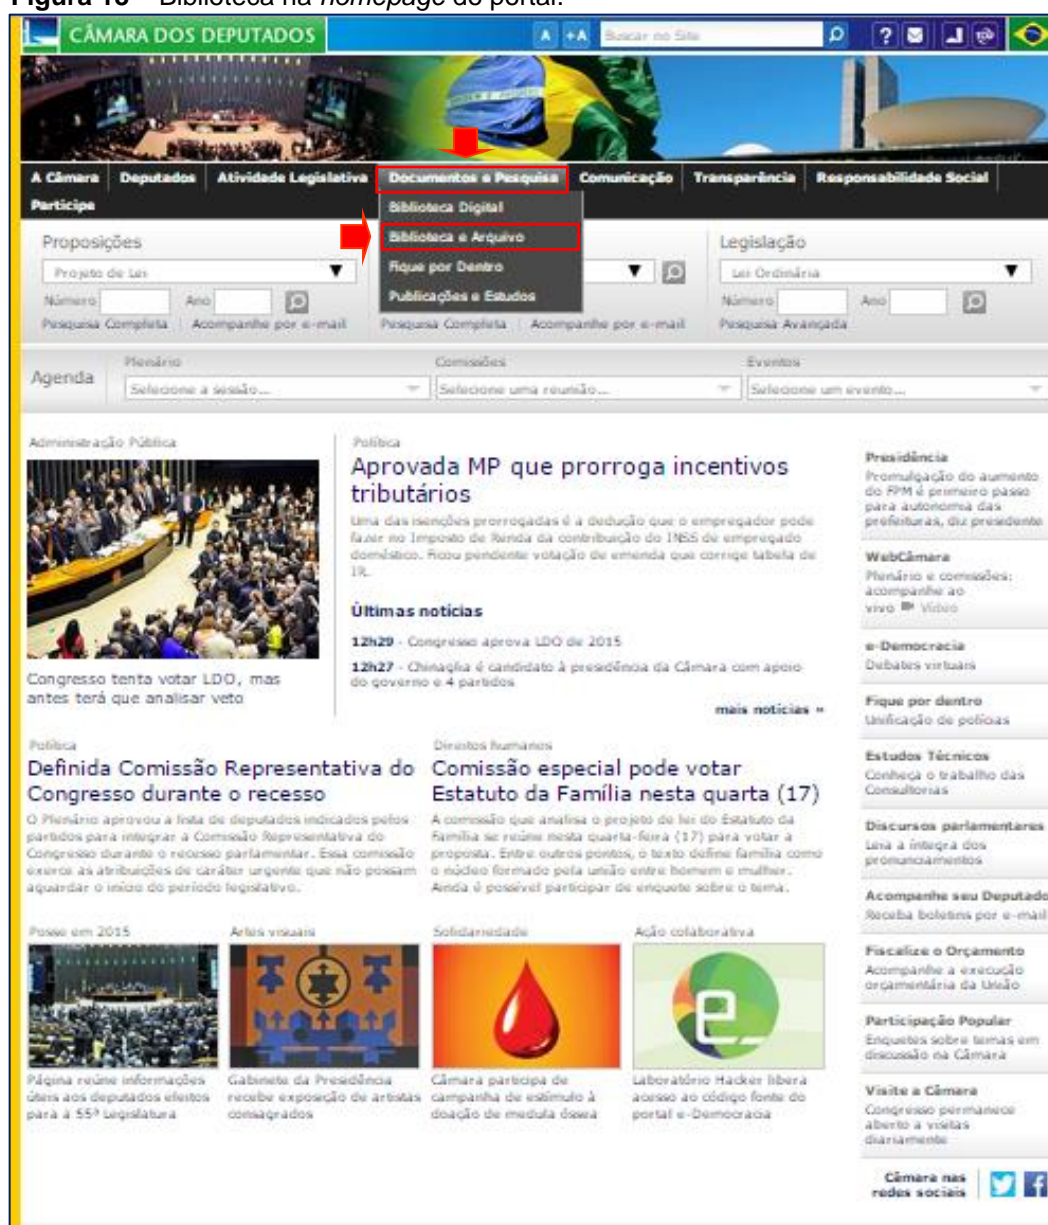 Biblioteca na homepage do portal.
CÂMARA DOS DEPUTADOS
A +A Buscar no Site ?
A Câmara Deputados Atividade Legislativa Documentos e Pesquisa Comunicação Transparência Responsabilidade Social
Participe
Biblioteca Digital
Biblioteca e Arquivo
Fique por Dentro
Publicações e Estudos
Proposições
Projeto de Lei
Número Ano
Pesquisa Completa Acompanhe por e-mail
Pesquisa Completa Acompanhe por e-mail
Legislação
Lei Ordinária
Número Ano
Pesquisa Avançada
Agenda
Plenário
Selecione a sessão...
Comissões
Selecione uma reunião...
Eventos
Selecione um evento...
Administração Pública
Congresso tenta votar LDO, mas
antes terá que analisar veto
Política
Aprovada MP que prorroga incentivos
tributários
Uma das isenções prorrogadas é a dedução que o empregador pode
fazer no Imposto de Renda da contribuição do INSS de empregado
doméstico. Ficou pendente votação de emenda que corrige tabela de
IR.
Últimas notícias
12h29 - Congresso aprova LDO de 2015
12h27 - Chinaglia é candidato à presidência da Câmara com apoio
do governo e 4 partidos
mais notícias »
Política
Definida Comissão Representativa do
Congresso durante o recesso
O Plenário aprovou a lista de deputados indicados pelos
partidos para integrar a Comissão Representativa do
Congresso durante o recesso parlamentar. Essa comissão
exerce as atribuições de caráter urgente que não possam
aguardar o início do período legislativo.
Direitos humanos
Comissão especial pode votar
Estatuto da Família nesta quarta (17)
A comissão que analisa o projeto de lei do Estatuto da
Família se reúne nesta quarta-feira (17) para votar a
proposta. Entre outros pontos, o texto define família como
o núcleo formado pela união entre homem e mulher.
Ainda é possível participar de enquete sobre o tema.
Posse em 2015
Página reúne informações
úteis aos deputados eleitos
para a 55ª Legislatura
Artes visuais
Gabinete da Presidência
recebe exposição de artistas
consagrados
Solidariedade
Câmara participa de
campanha de estímulo à
doação de medula óssea
Ação colaborativa
e
Laboratório Hacker libera
acesso ao código fonte do
portal e-Democracia
Presidência
Promulgação do aumento
do FPM é primeiro passo
para autonomia das
prefeituras, diz presidente
WebCâmara
Plenário e comissões:
acompanhe ao
vivo Vídeo
e-Democracia
Debates virtuais
Fique por dentro
Unificação de polícias
Estudos Técnicos
Conheça o trabalho das
Consultorias
Discursos parlamentares
Leia a íntegra dos
pronunciamentos
Acompanhe seu Deputado
Receba boletins por e-mail
Fiscalize o Orçamento
Acompanhe a execução
orçamentária da União
Participação Popular
Enquetes sobre temas em
discussão na Câmara
Visite a Câmara
Congresso permanece
aberto a visitas
diariamente
Câmara nas
redes sociais